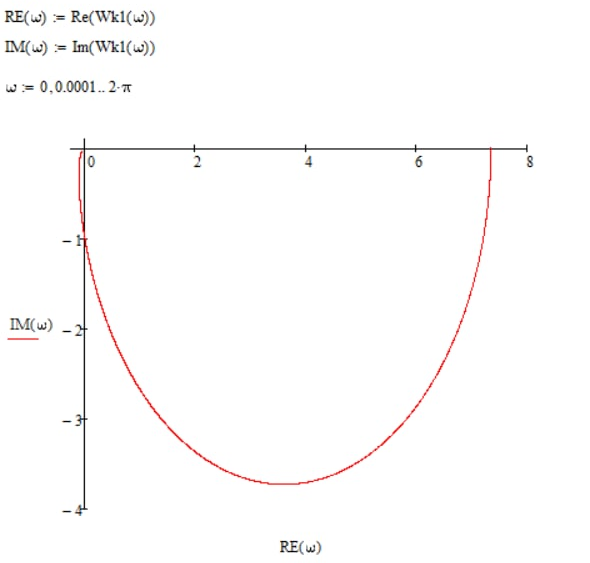 RE(ω) := Re(Wk1(ω))
IM(ω) := Im(Wk1(ω))
ω := 0, 0.0001.. 2·π
0 2 4 6 8
− 1
IM(ω) − 2
− 3
− 4
RE(ω)